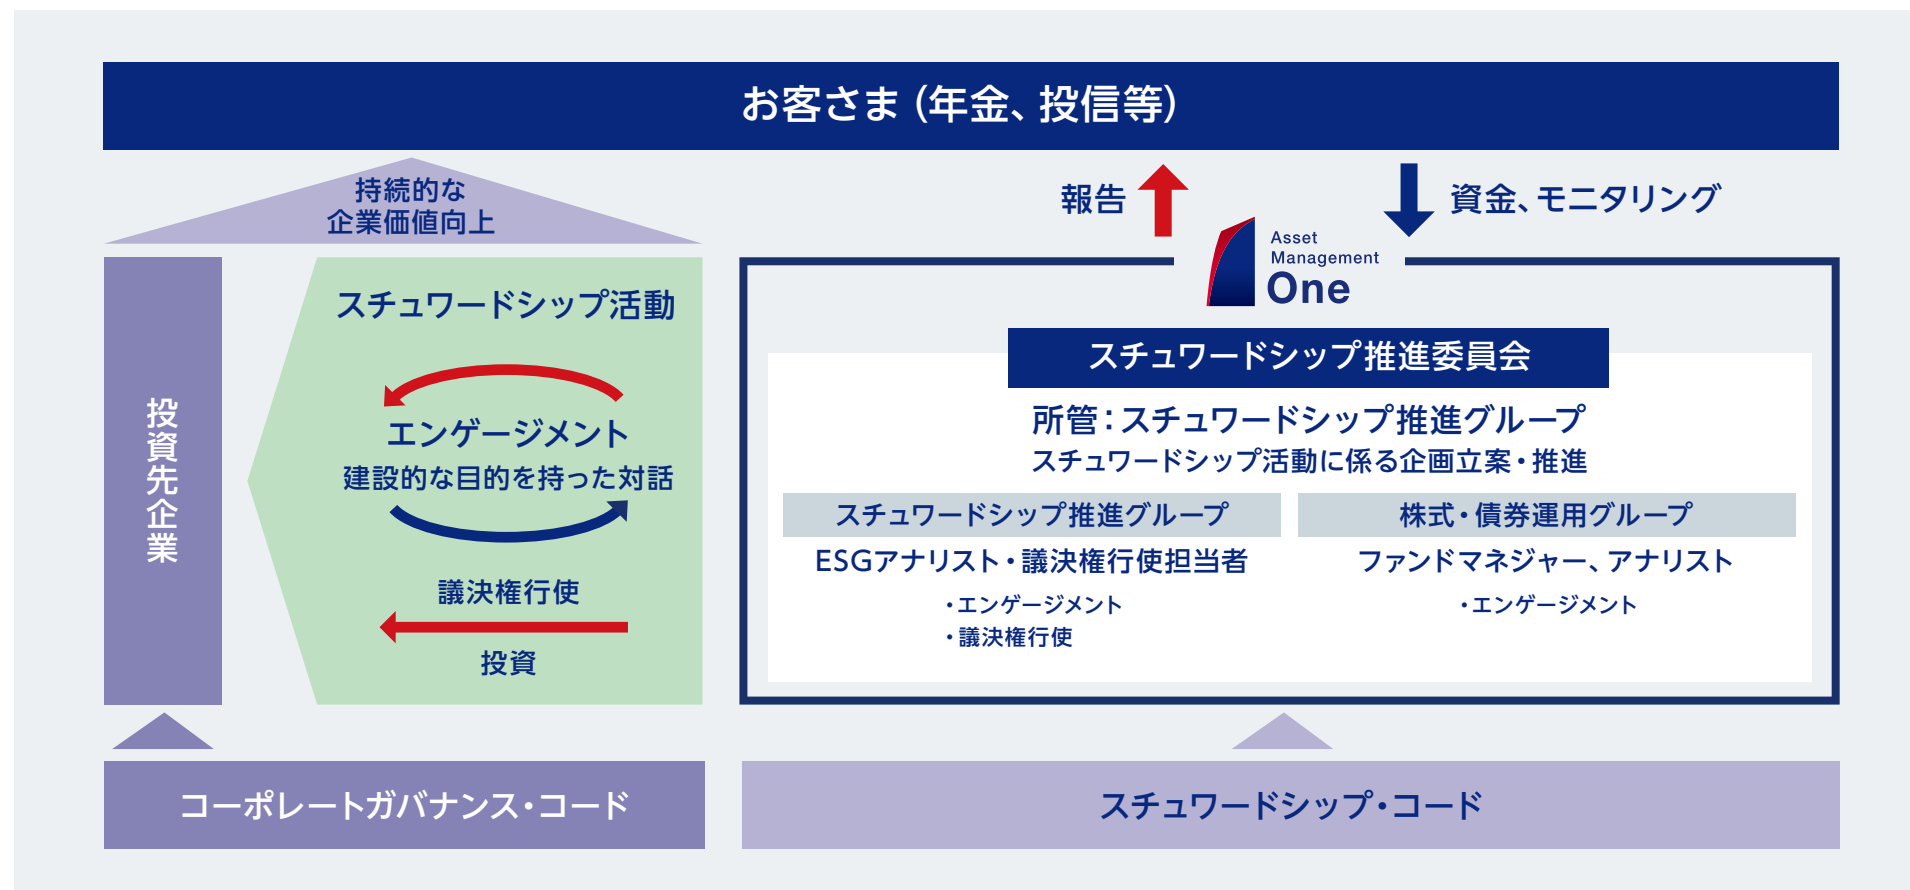 お客さま（年金、投信等）
持続的な
企業価値向上
報告
資金、モニタリング
Asset
Management
One
投資先企業
スチュワードシップ活動
エンゲージメント
建設的な目的を持った対話
議決権行使
投資
スチュワードシップ推進委員会
所管：スチュワードシップ推進グループ
スチュワードシップ活動に係る企画立案・推進
スチュワードシップ推進グループ
ESGアナリスト・議決権行使担当者
・エンゲージメント
・議決権行使
株式・債券運用グループ
ファンドマネジャー、アナリスト
・エンゲージメント
コーポレートガバナンス・コード
スチュワードシップ・コード